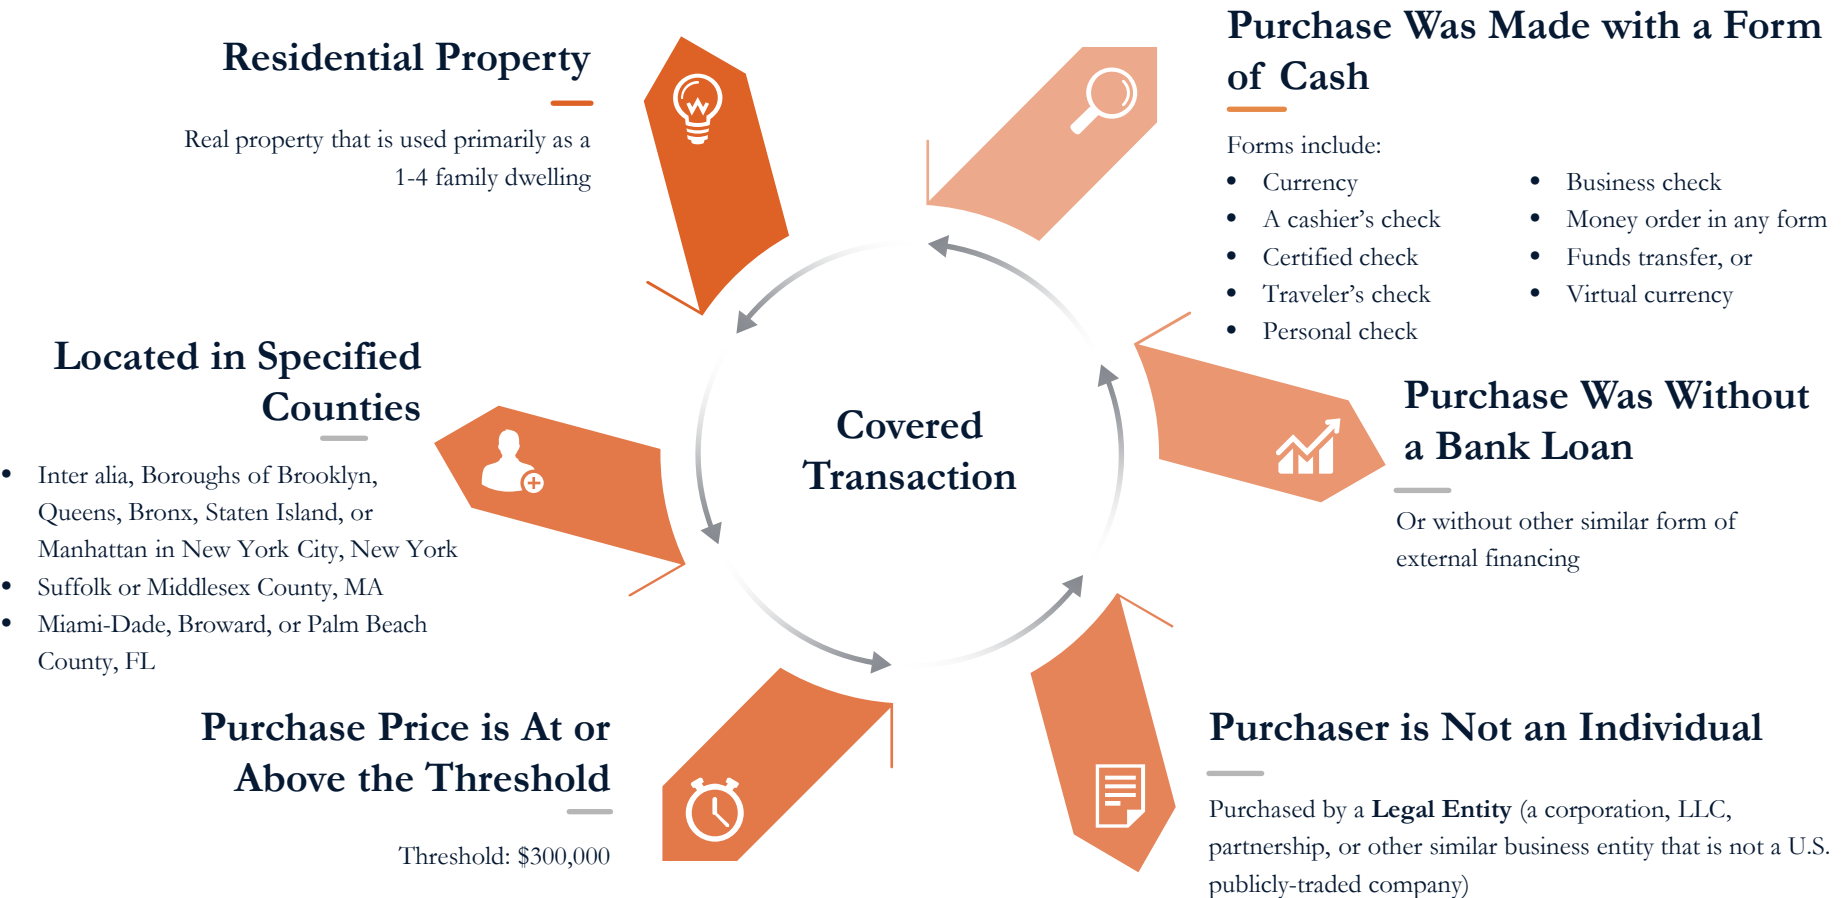 Residential Property
Real property that is used primarily as a
1-4 family dwelling
Located in Specified
Counties
• Inter alia, Boroughs of Brooklyn,
Queens, Bronx, Staten Island, or
Manhattan in New York City, New York
• Suffolk or Middlesex County, MA
• Miami-Dade, Broward, or Palm Beach
County, FL
Purchase Price is At or
Above the Threshold
Threshold: $300,000
Covered
Transaction
Purchase Was Made with a Form
of Cash
Forms include:
• Currency
• A cashier's check
• Certified check
• Traveler's check
• Personal check
• Business check
• Money order in any form
• Funds transfer, or
• Virtual currency
Purchase Was Without
a Bank Loan
Or without other similar form of
external financing
Purchaser is Not an Individual
Purchased by a Legal Entity (a corporation, LLC,
partnership, or other similar business entity that is not a U.S.
publicly-traded company)